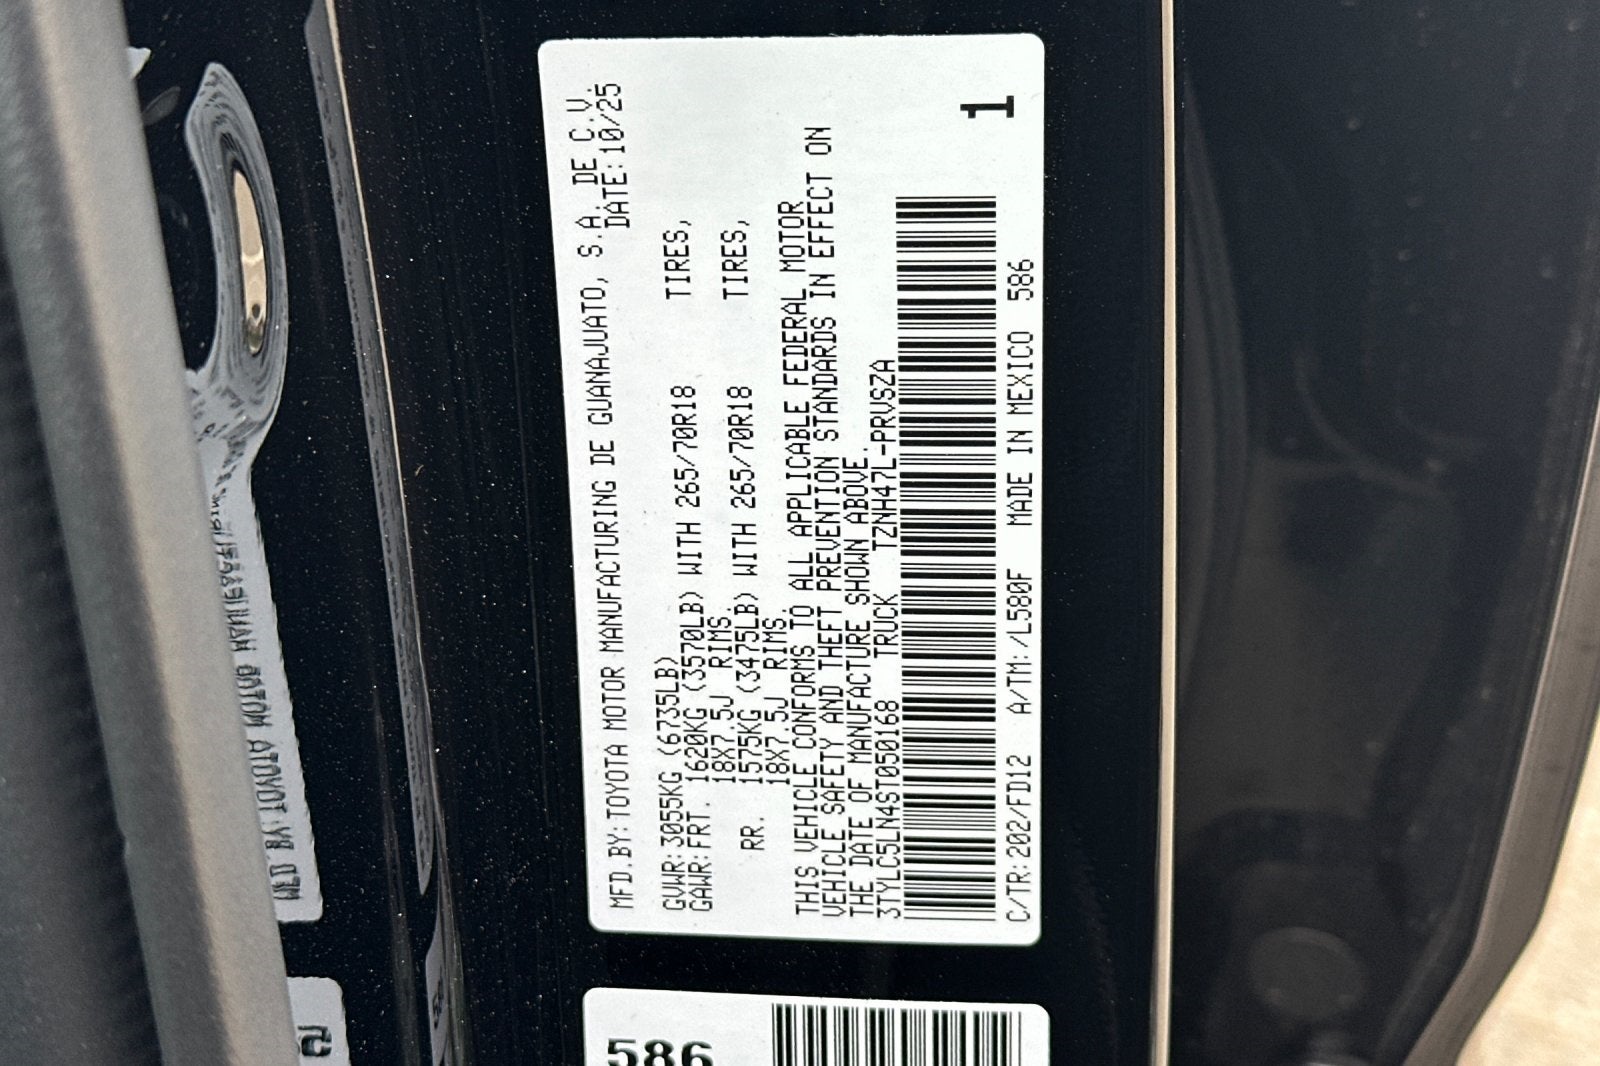 MFD.BY:TOYOTA MOTOR MANUFACTURING DE GUANAJUATO, S.A. DE C.V.
DATE:10/25
GVWR:3055KG (6735LB)
GAWR:FRT. 1620KG (3570LB) WITH 265/70R18 TIRES,
18X7.5J RIMS.
RR. 1575KG (3475LB) WITH 265/70R18 TIRES,
18X7.5J RIMS.
THIS VEHICLE CONFORMS TO ALL APPLICABLE FEDERAL MOTOR
VEHICLE SAFETY AND THEFT PREVENTION STANDARDS IN EFFECT ON
THE DATE OF MANUFACTURE SHOWN ABOVE.
3TYLC5LN4ST050168 TRUCK TZNH47L-PRVSZA
C/TR:202/FD12 A/TM:/L580F MADE IN MEXICO 586
1
586